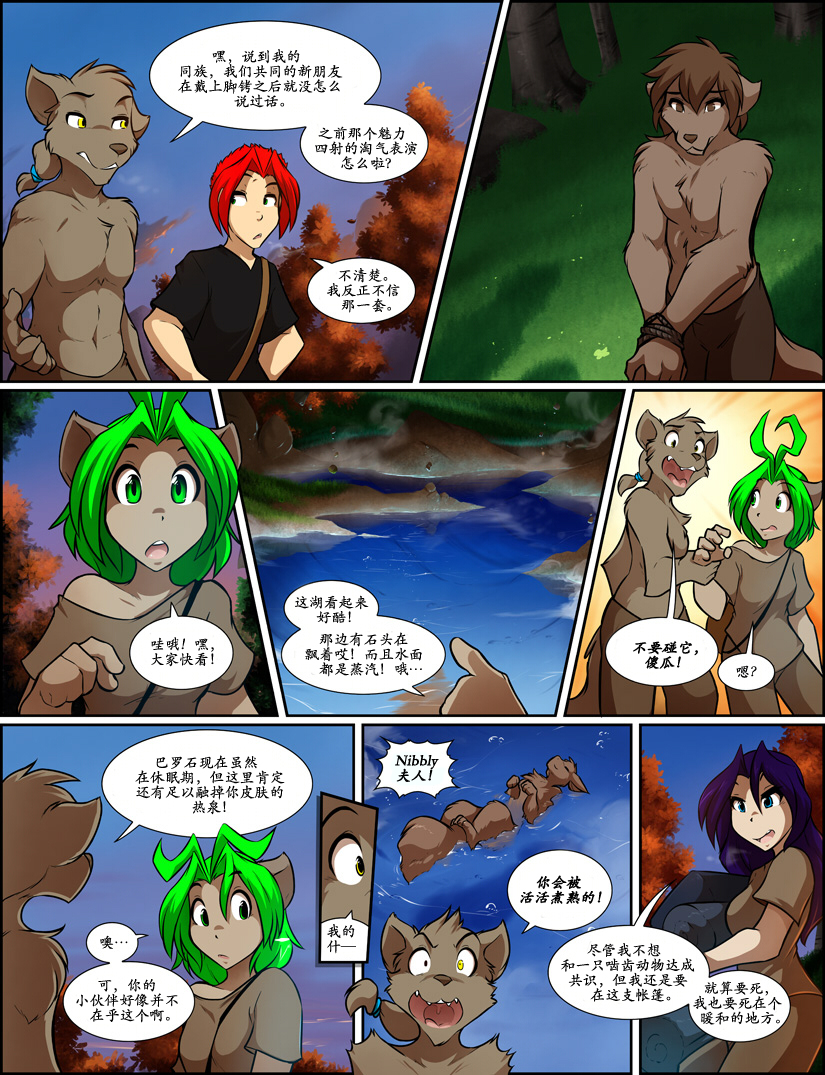 嘿，说到我的
同族，我们共同的新朋友
在戴上脚铐之后就没怎么
说过话。
之前那个魅力
四射的淘气表演
怎么啦？
不清楚。
我反正不信
那一套。
哇哦！嘿，
大家快看！
这湖看起来
好酷！
那边有石头在
飘着哎！而且水面
都是蒸汽！哦…
不要碰它，
傻瓜！
嗯？
巴罗石现在虽然
在休眠期，但这里肯定
还有足以融掉你皮肤的
热泉！
噢…
可，你的
小伙伴好像并不
在乎这个啊。
我的
什—
Nibbly
夫人！
你会被
活活煮熟的！
尽管我不想
和一只啮齿动物达成
共识，但我还是要
在这支帐篷。
就算要死，
我也要死在个
暖和的地方。